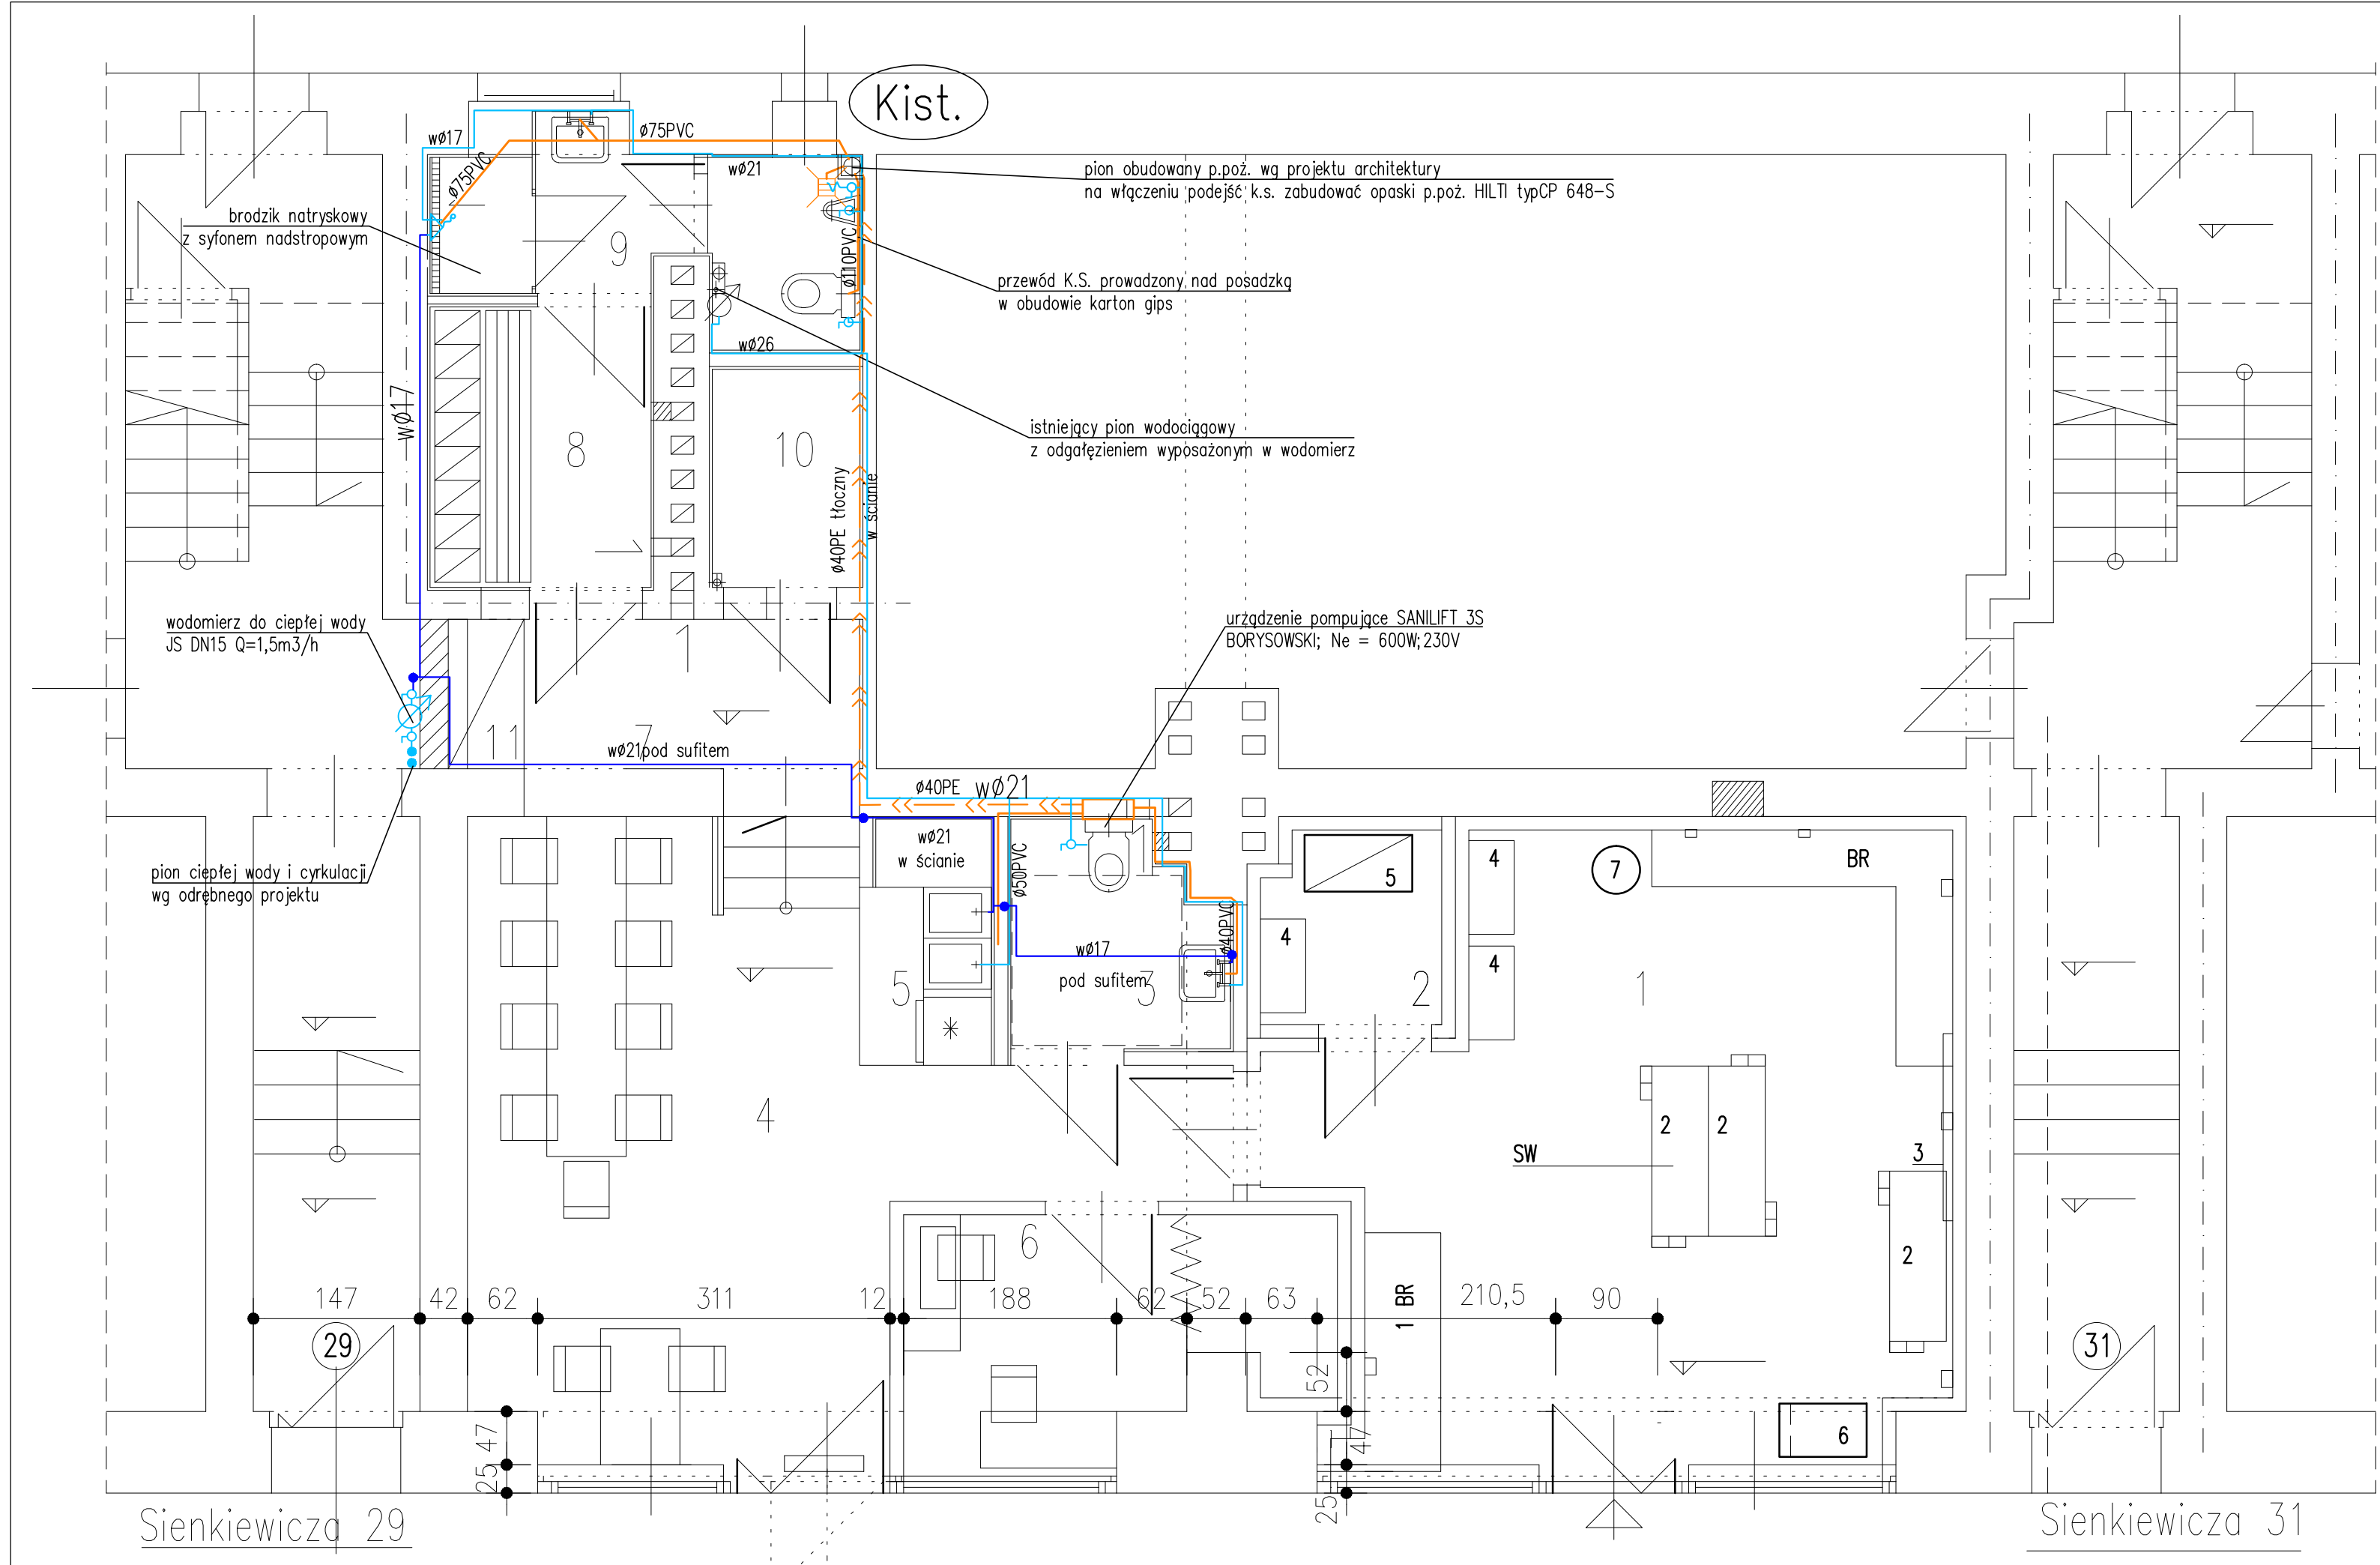 Kist.
wø17
ø75PVC
ø75PVC
wø21
pion obudowany p.poż. wg projektu architektury
na włączeniu podejść k.s. zabudować opaski p.poż. HILTI typCP 648-S
brodzik natryskowy
z syfonem nadstropowym
9
ø110PVC
przewód K.S. prowadzony nad posadzką
w obudowie karton gips
wø26
wø17
8
10
istniejący pion wodociągowy
z odgałęzieniem wyposażonym w wodomierz
ø40PE tłoczny
w ścianie
1
wodomierz do ciepłej wody
JS DN15 Q=1,5m3/h
1
urządzenie pompujące SANILIFT 3S
BORYSOWSKI; Ne = 600W;230V
11
7
wø21pod sufitem
ø40PE
wø21
wø21
w ścianie
ø50PVC
pion ciepłej wody i cyrkulacji
wg odrębnego projektu
5
4
7
BR
4
4
ø40PVC
wø17
pod sufitem
5
3
2
1
4
2
2
SW
3
6
2
147
42
62
311
12
188
62
52
63
1 BR
210,5
90
29
31
52
47
25
47
25
6
Sienkiewicza 29
Sienkiewicza 31